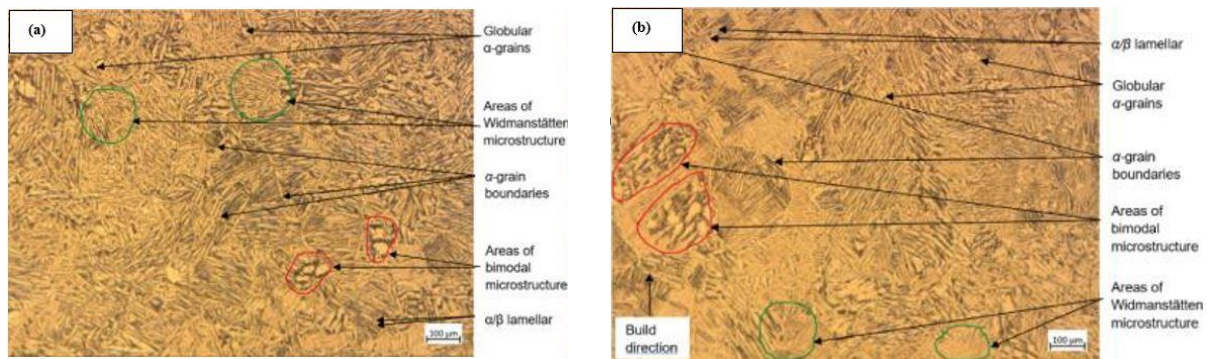 (a)
Globular
α-grains
Areas of
Widmanstätten
microstructure
α-grain
boundaries
Areas of
bimodal
microstructure
α/β lamellar
100 µm
(b)
α/β lamellar
Globular
α-grains
α-grain
boundaries
Areas of
bimodal
microstructure
Areas of
Widmanstätten
microstructure
Build
direction
100 µm